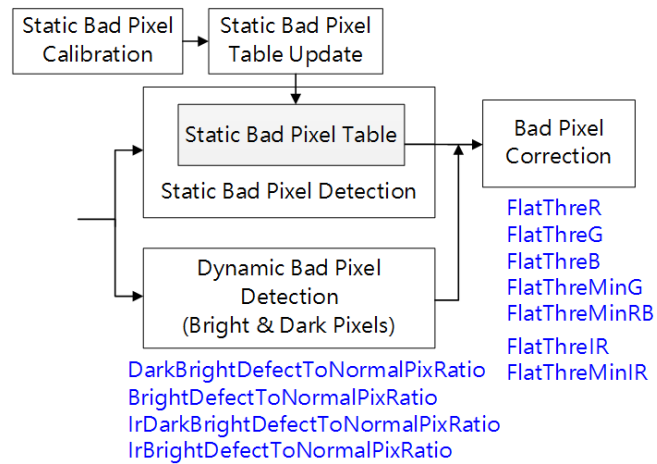 Static Bad Pixel
Calibration
Static Bad Pixel
Table Update
Static Bad Pixel Table
Static Bad Pixel Detection
Bad Pixel
Correction
Dynamic Bad Pixel
Detection
(Bright & Dark Pixels)
FlatThreR
FlatThreG
FlatThreB
FlatThreMinG
FlatThreMinRB
FlatThreIR
FlatThreMinIR
DarkBrightDefectToNormalPixRatio
BrightDefectToNormalPixRatio
IrDarkBrightDefectToNormalPixRatio
IrBrightDefectToNormalPixRatio